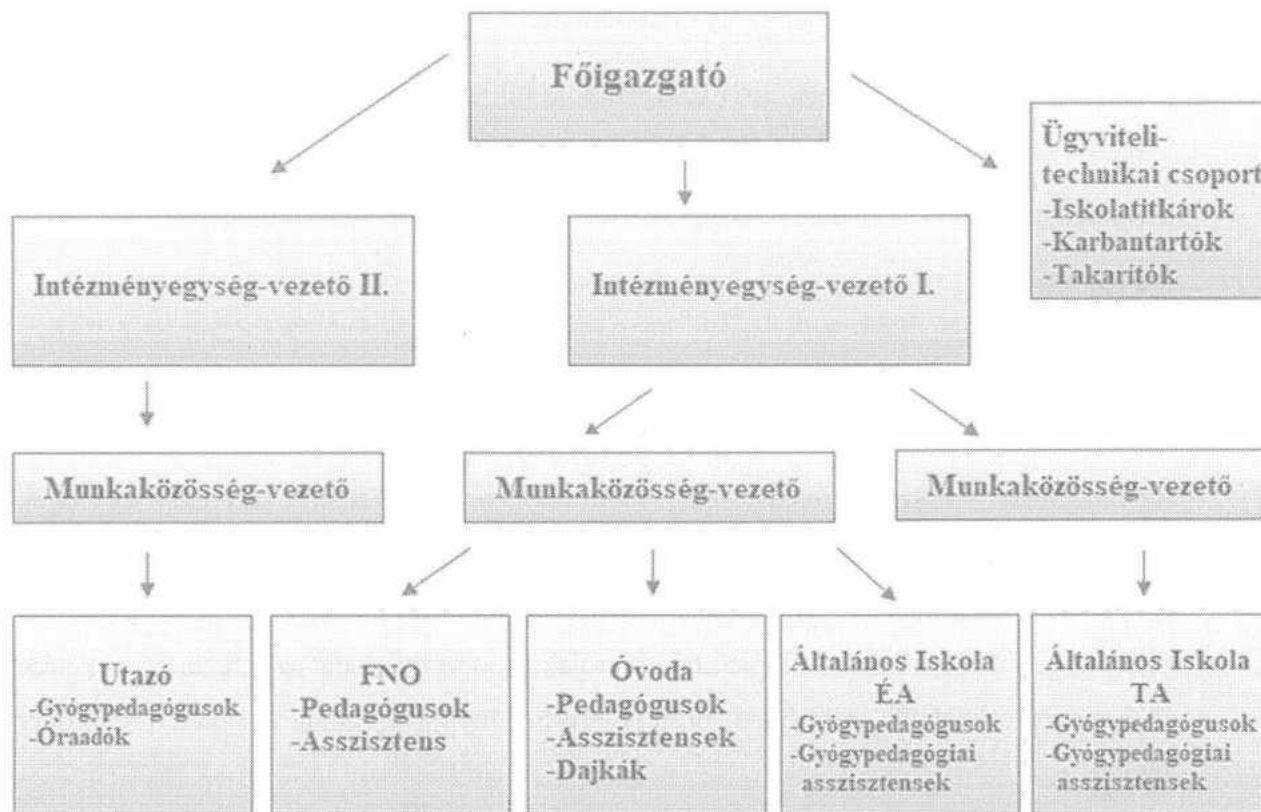 Főigazgató
Ügyviteli-
technikai csoport
-Iskolatitkárok
-Karbantartók
-Takarítók
Intézményegység-vezető II.
Intézményegység-vezető I.
Munkaközösség-vezető
Munkaközösség-vezető
Munkaközösség-vezető
Utazó
-Gyógypedagógusok
-Óraadók
FNO
-Pedagógusok
-Asszisztens
Óvoda
-Pedagógusok
-Asszisztensek
-Dajkák
Általános Iskola
ÉA
-Gyógypedagógusok
-Gyógypedagógiai
asszisztensek
Általános Iskola
TA
-Gyógypedagógusok
-Gyógypedagógiai
asszisztensek